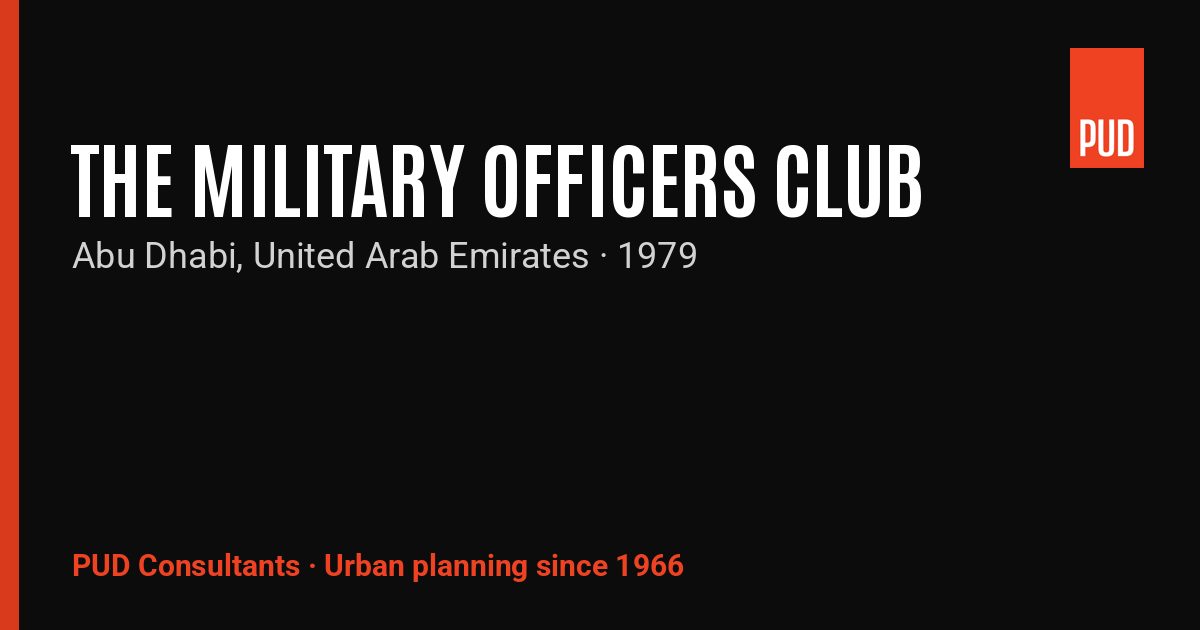 PUD
THE MILITARY OFFICERS CLUB
Abu Dhabi, United Arab Emirates · 1979
PUD Consultants · Urban planning since 1966